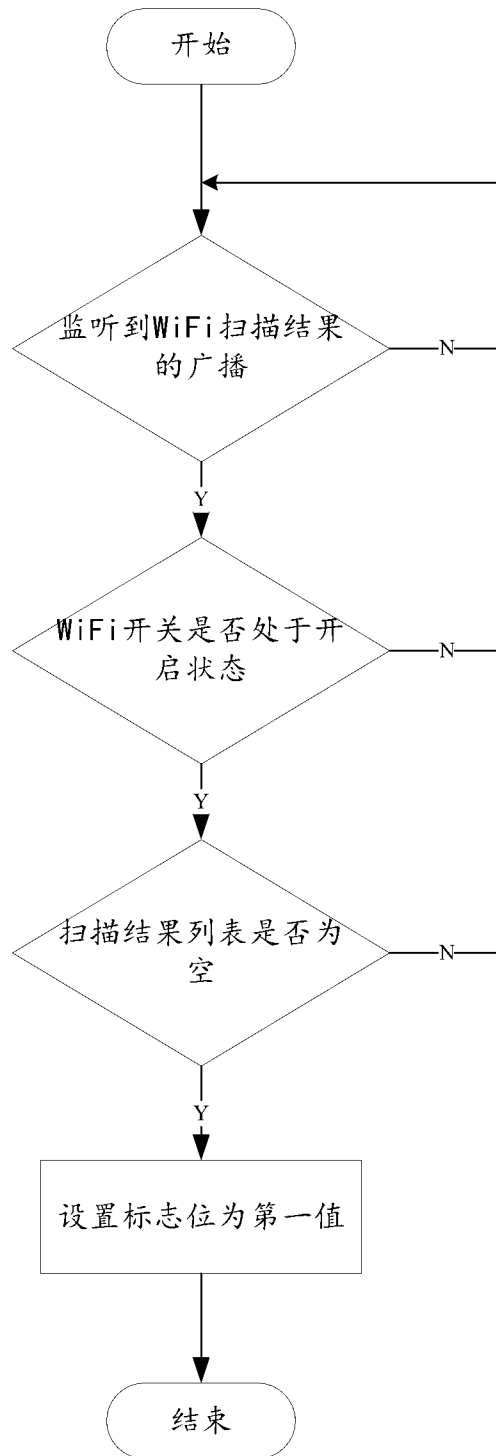 开始
监听到WiFi扫描结果
的广播
N
Y
WiFi开关是否处于开
启状态
N
Y
扫描结果列表是否为
空
N
Y
设置标志位为第一值
结束